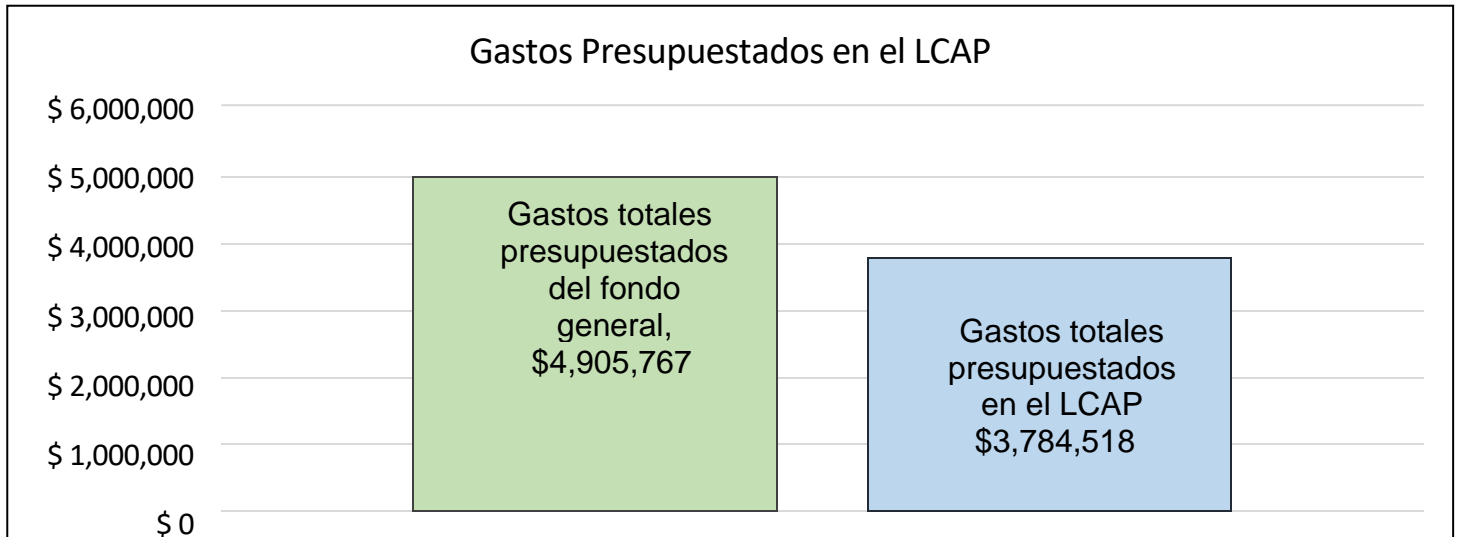 Gastos Presupuestados en el LCAP
$ 6,000,000
$ 5,000,000
$ 4,000,000
$ 3,000,000
$ 2,000,000
$ 1,000,000
$ 0
Gastos totales
presupuestados
del fondo
general,
$4,905,767
Gastos totales
presupuestados
en el LCAP
$3,784,518